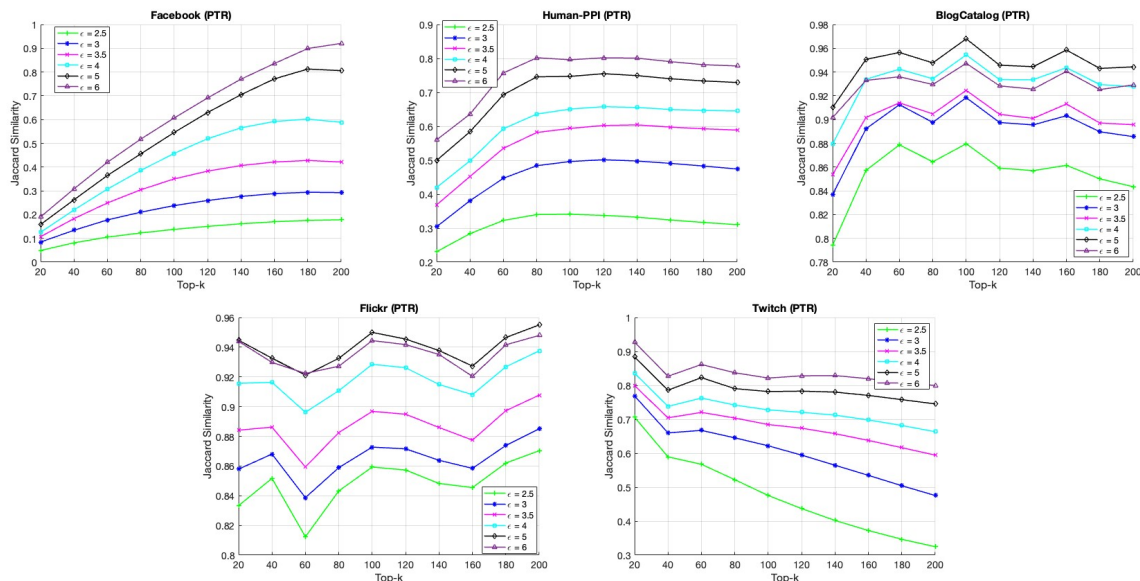 Facebook (PTR)
1
0.9
0.8
0.7
0.6
0.5
0.4
0.3
0.2
0.1
0
Jaccard Similarity
ϵ = 2.5
ϵ = 3
ϵ = 3.5
ϵ = 4
ϵ = 5
ϵ = 6
20 40 60 80 100 120 140 160 180 200
Top-k
Human-PPI (PTR)
0.9
0.8
0.7
0.6
0.5
0.4
0.3
0.2
Jaccard Similarity
ϵ = 2.5
ϵ = 3
ϵ = 3.5
ϵ = 4
ϵ = 5
ϵ = 6
20 40 60 80 100 120 140 160 180 200
Top-k
BlogCatalog (PTR)
0.98
0.96
0.94
0.92
0.9
0.88
0.86
0.84
0.82
0.8
0.78
Jaccard Similarity
ϵ = 2.5
ϵ = 3
ϵ = 3.5
ϵ = 4
ϵ = 5
ϵ = 6
20 40 60 80 100 120 140 160 180 200
Top-k
Flickr (PTR)
0.96
0.94
0.92
0.9
0.88
0.86
0.84
0.82
0.8
Jaccard Similarity
ϵ = 2.5
ϵ = 3
ϵ = 3.5
ϵ = 4
ϵ = 5
ϵ = 6
20 40 60 80 100 120 140 160 180 200
Top-k
Twitch (PTR)
1
0.9
0.8
0.7
0.6
0.5
0.4
0.3
Jaccard Similarity
ϵ = 2.5
ϵ = 3
ϵ = 3.5
ϵ = 4
ϵ = 5
ϵ = 6
20 40 60 80 100 120 140 160 180 200
Top-k